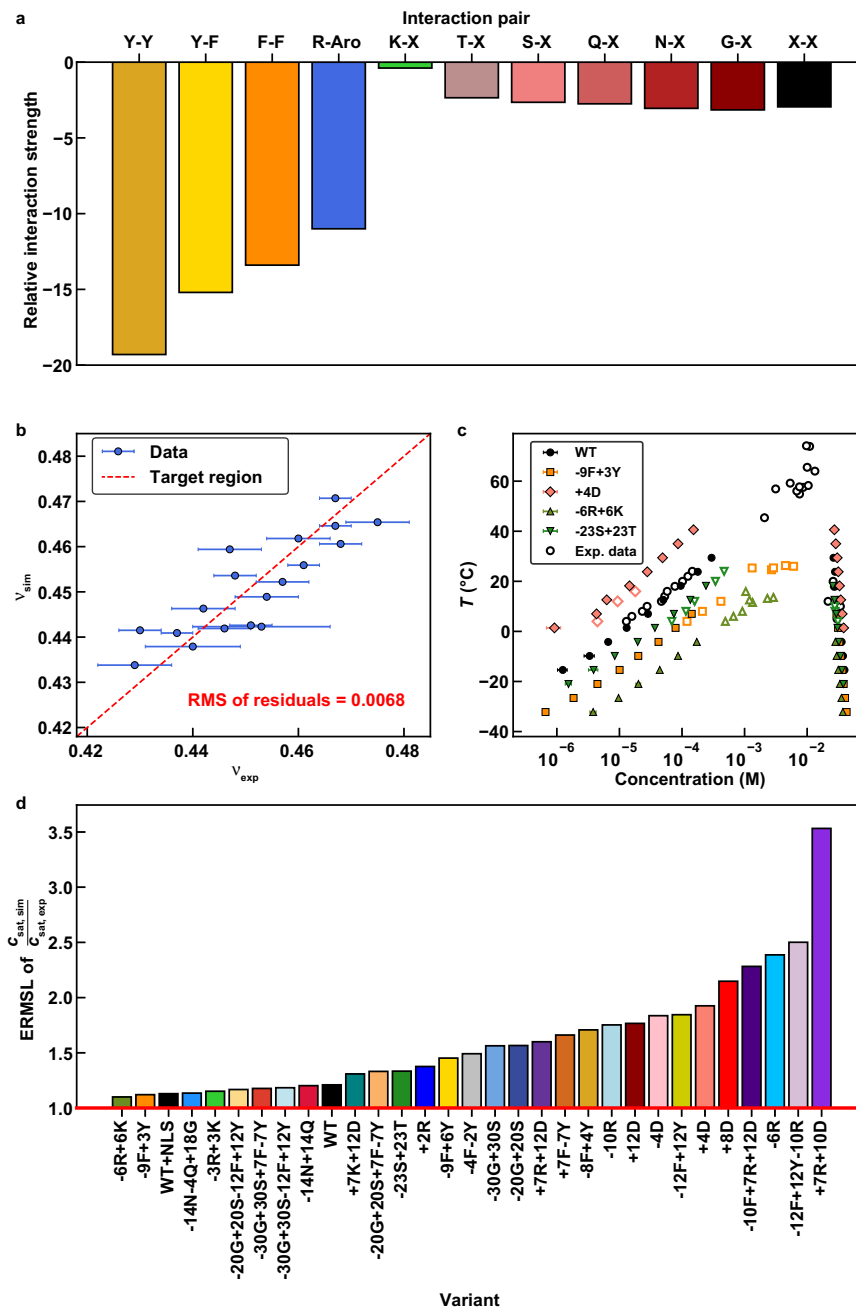 a
Interaction pair
Y-Y Y-F F-F R-Aro K-X T-X S-X Q-X N-X G-X X-X
0
−5
−10
−15
−20
Relative interaction strength
b
Data
Target region
0.48
0.47
0.46
0.45
0.44
0.43
0.42
ν_sim
RMS of residuals = 0.0068
0.42 0.44 0.46 0.48
ν_exp
c
WT
-9F+3Y
+4D
-6R+6K
-23S+23T
Exp. data
60
40
20
0
−20
−40
T (°C)
10⁻⁶ 10⁻⁵ 10⁻⁴ 10⁻³ 10⁻²
Concentration (M)
d
3.5
3.0
2.5
2.0
1.5
1.0
ERMSL of c_sat, sim
c_sat, exp
-6R+6K
-9F+3Y
WT+NLS
-14N-4Q+18G
-3R+3K
-20G+20S-12F+12Y
-30G+30S+7F-7Y
-30G+30S-12F+12Y
-14N+14Q
WT
+7K+12D
-20G+20S+7F-7Y
-23S+23T
+2R
-9F+6Y
-4F-2Y
-30G+30S
-20G+20S
+7R+12D
+7F-7Y
-8F+4Y
-10R
+12D
-4D
-12F+12Y
+4D
+8D
-10F+7R+12D
-6R
-12F+12Y-10R
+7R+10D
Variant